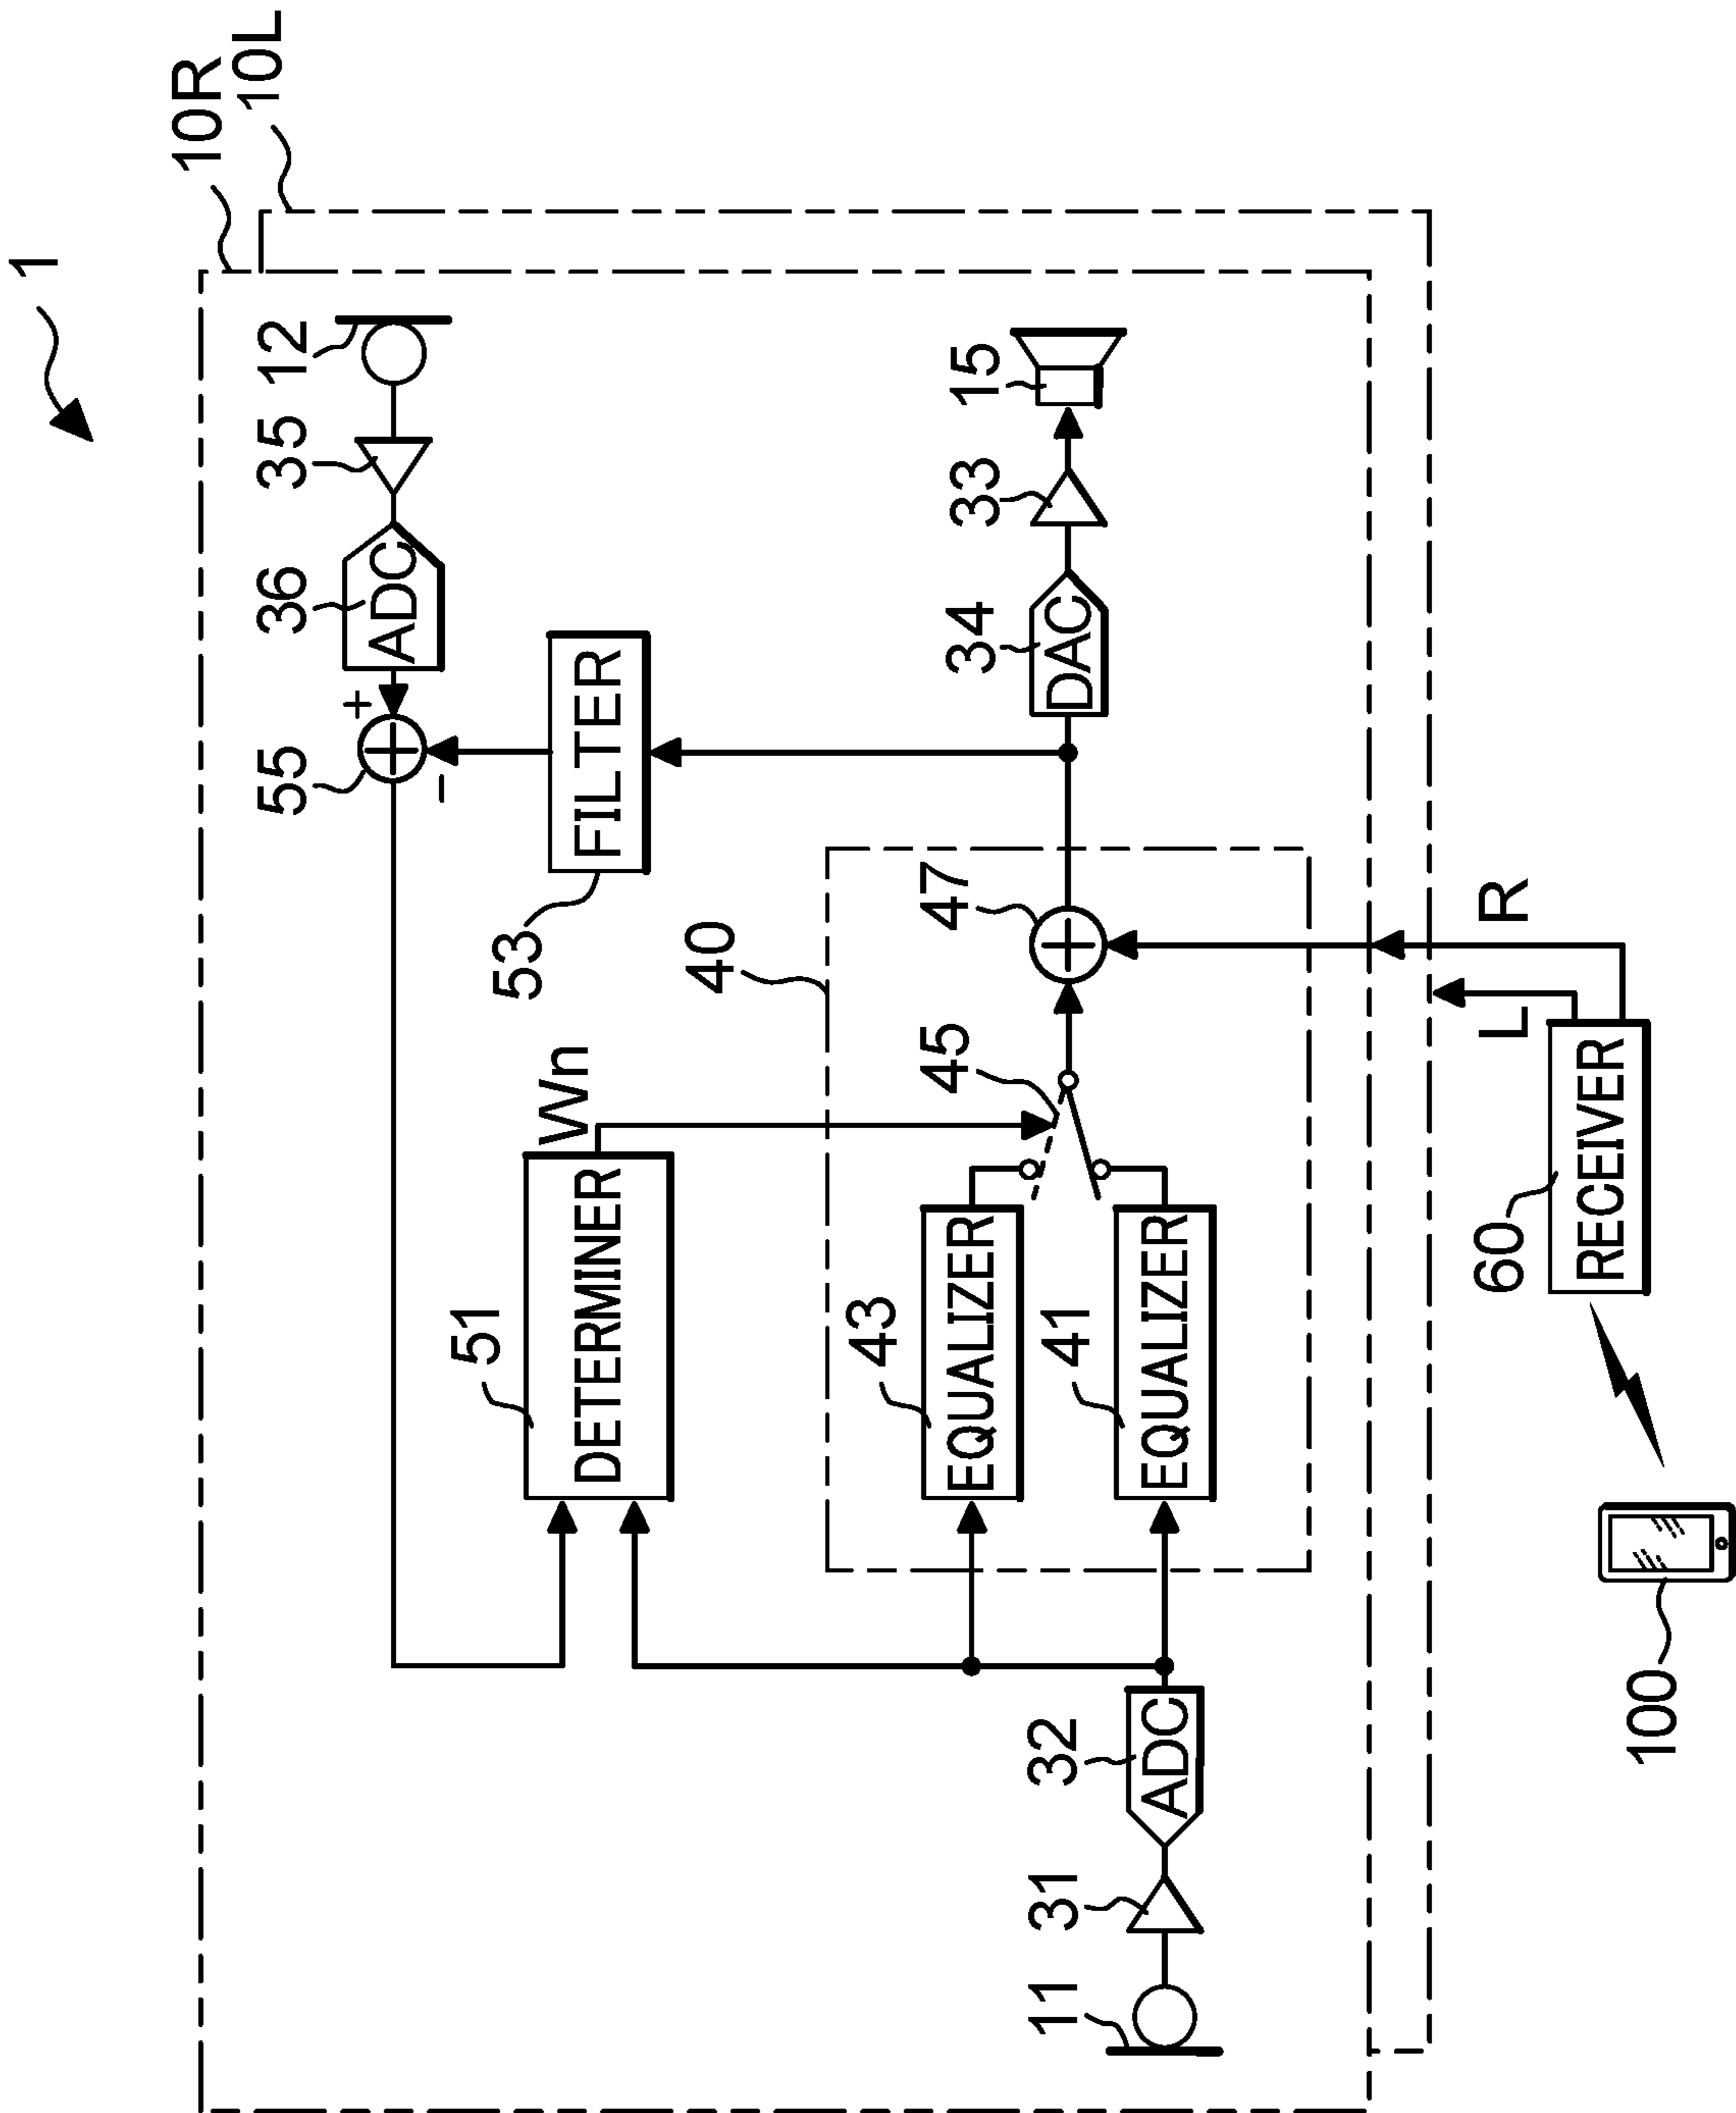 1
10R
10L
12
35
36
ADC
+
55
-
FILTER
53
15
33
34
DAC
40
47
45
Wn
DETERMINER
51
43
EQUALIZER
41
EQUALIZER
32
ADC
31
11
R
L
RECEIVER
60
100